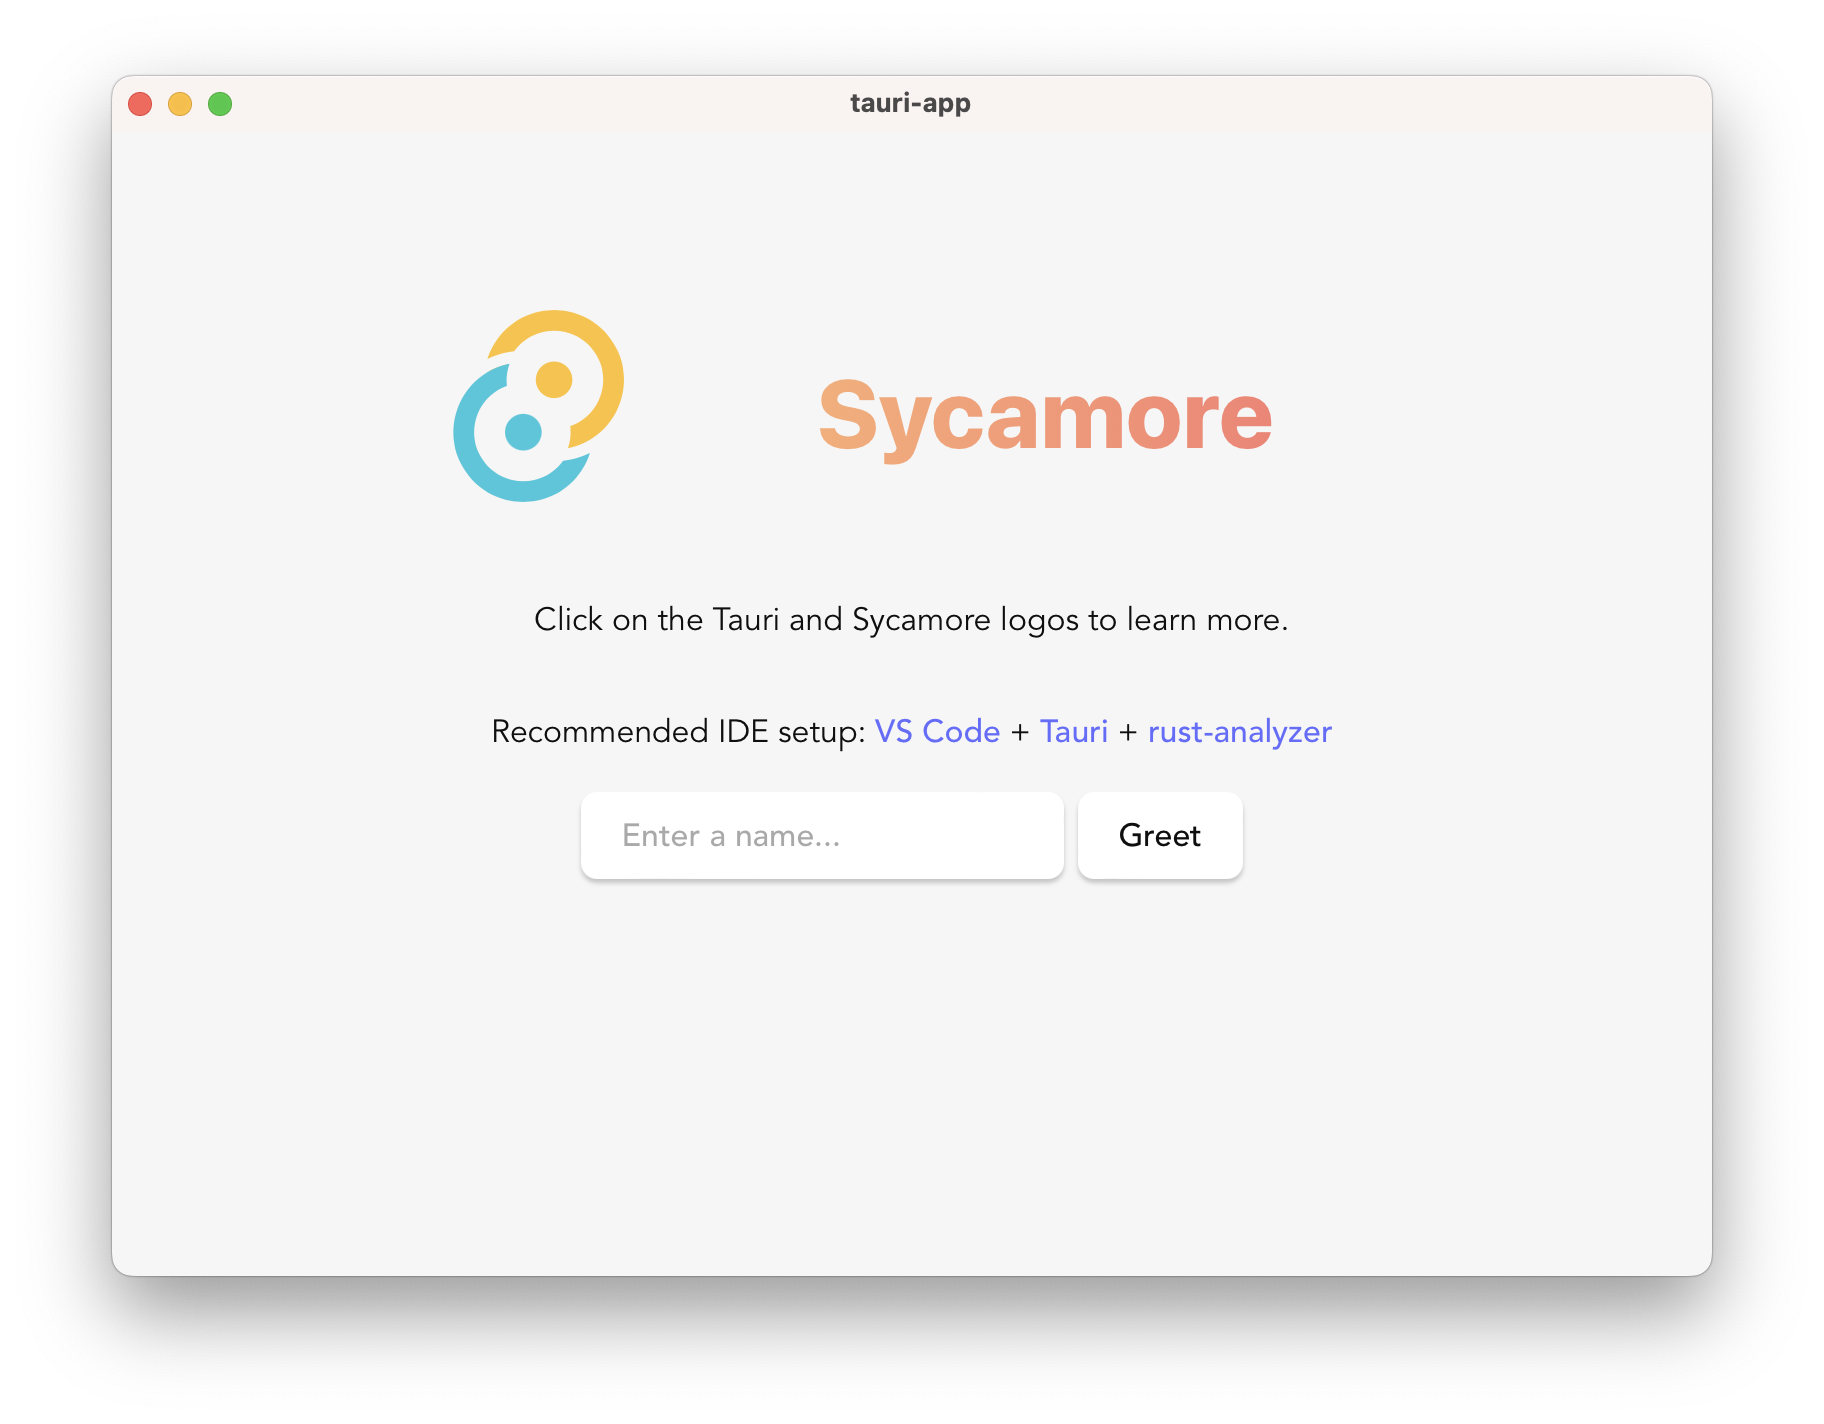 tauri-app
Sycamore
Click on the Tauri and Sycamore logos to learn more.
Recommended IDE setup: VS Code + Tauri + rust-analyzer
Enter a name...
Greet